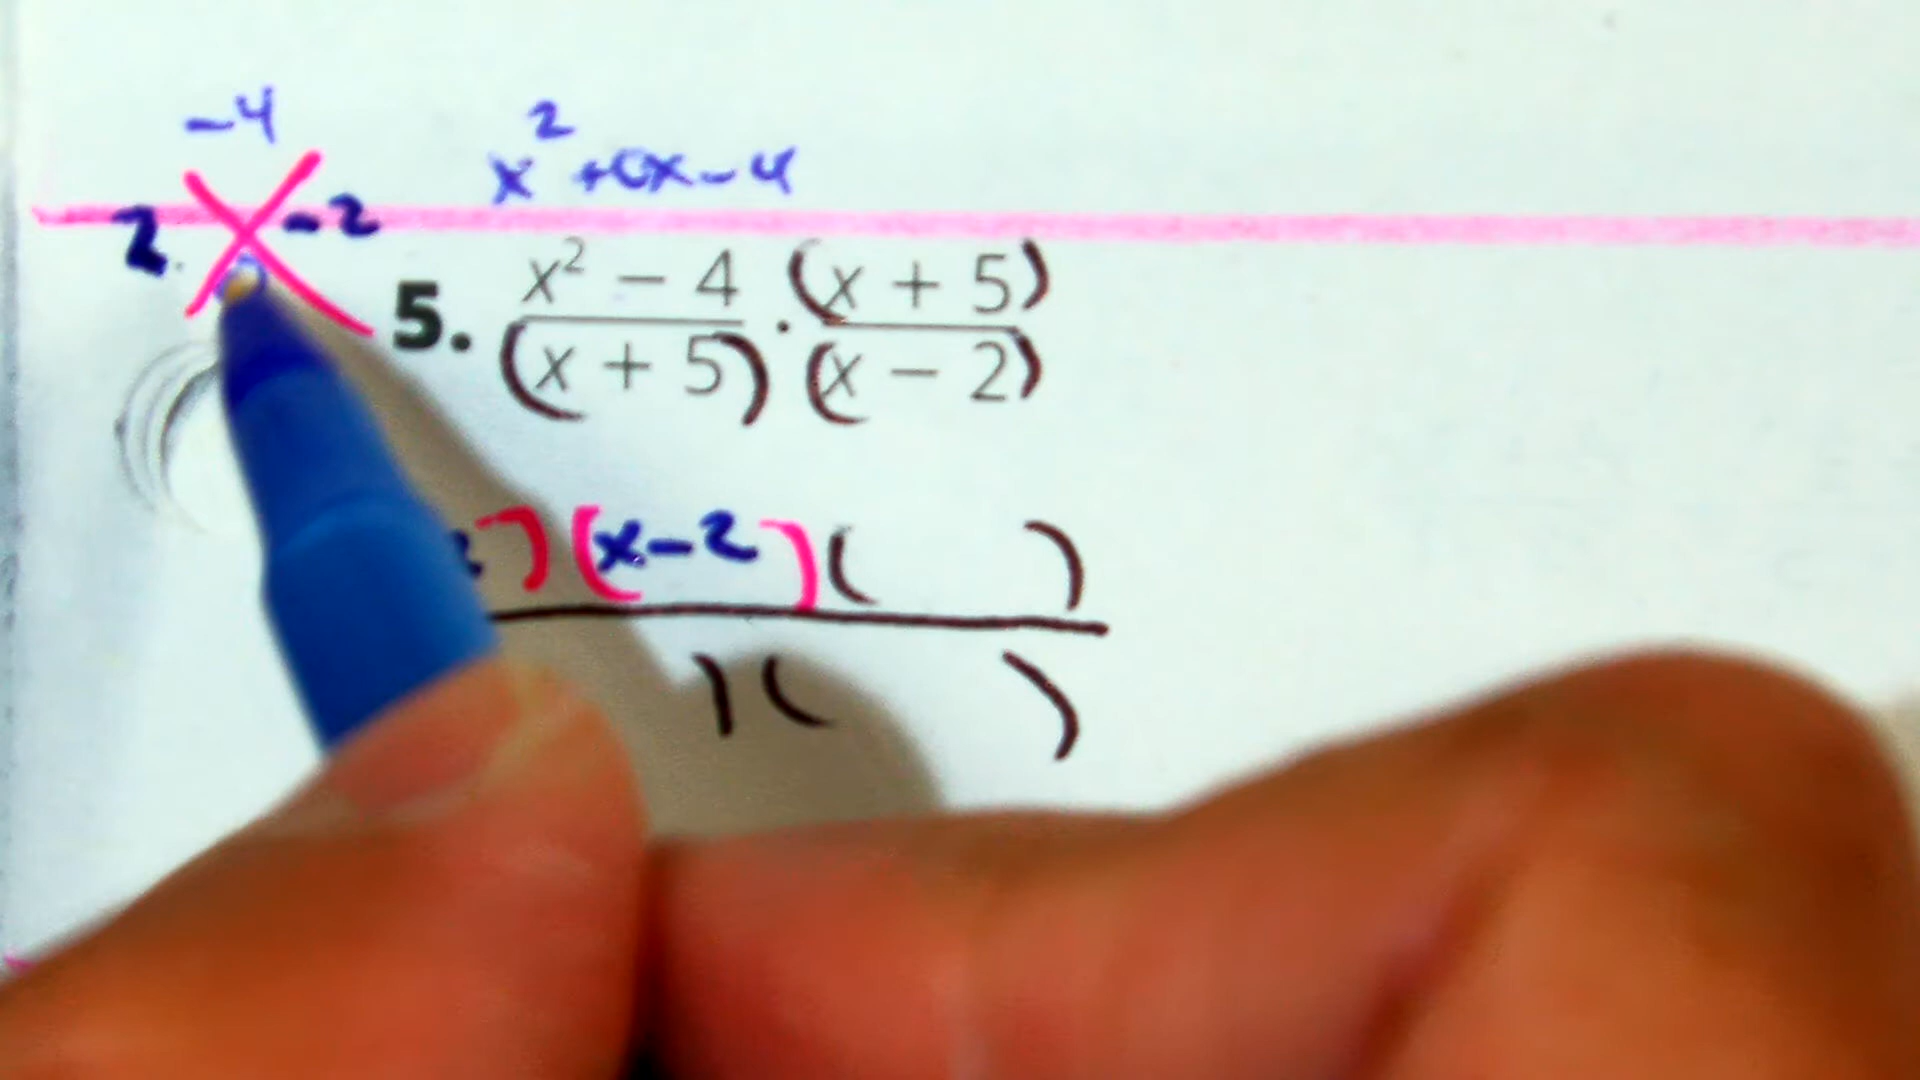 -4
2 -2
x² +0x-4
5. x² - 4 / (x + 5) · (x + 5) / (x - 2)
)(x-2)( )
)( )